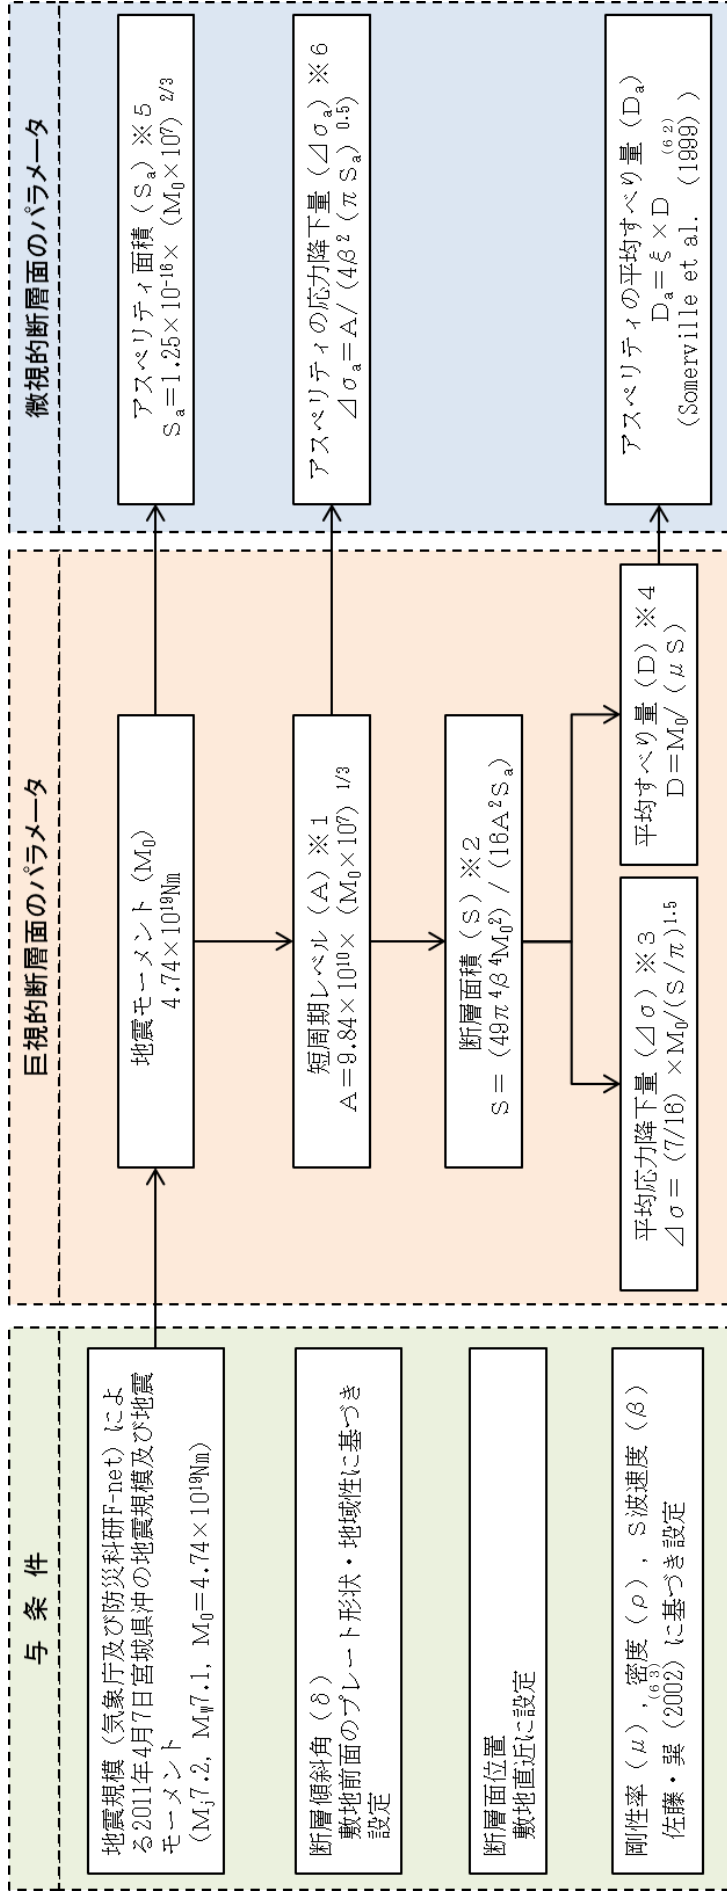 与 条 件
地震規模（気象庁及び防災科研F-net）によ
る2011年4月7日宮城県沖の地震規模及び地震
モーメント
(Mj7.2, Mw7.1, M0=4.74×10^19Nm)
断層傾斜角（δ）
敷地前面のプレート形状・地域性に基づき
設定
断層面位置
敷地直近に設定
剛性率（μ），密度（ρ），S波速度（β）
佐藤・巽(63)（2002）に基づき設定
巨視的断層面のパラメータ
地震モーメント（M0）
4.74×10^19Nm
短周期レベル（A）※1
A=9.84×10^10×（M0×10^7）^1/3
断層面積（S）※2
S=（49π^4β^4M0^2）/（16A^2Sa）
平均応力降下量（Δσ）※3
Δσ=（7/16）×M0/(S/π)^1.5
平均すべり量（D）※4
D=M0/（μS）
微視的断層面のパラメータ
アスペリティ面積（Sa）※5
Sa=1.25×10^-16×（M0×10^7）^2/3
アスペリティの応力降下量（Δσa）※6
Δσa=A/（4β^2（πSa）^0.5）
アスペリティの平均すべり量（Da）
Da=ξ×D
(Somerville et al.（1999）(62))